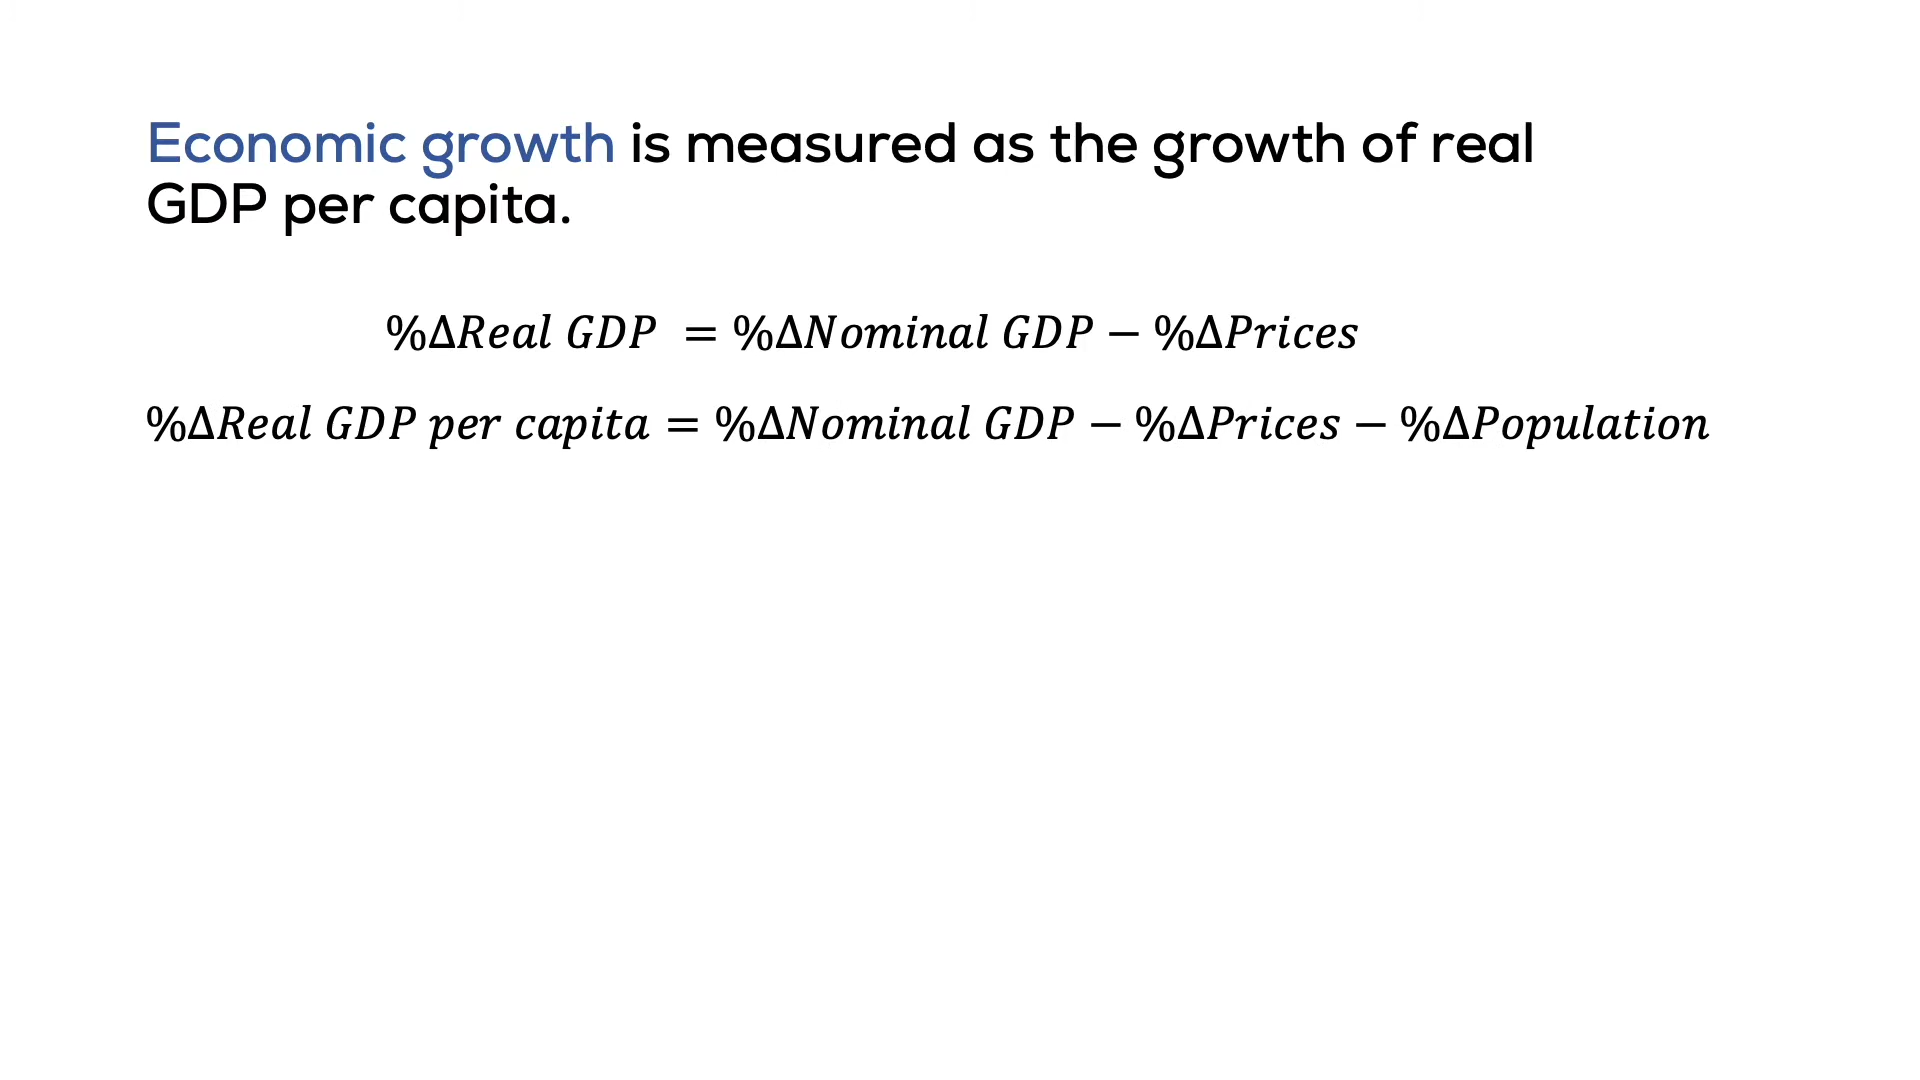 Economic growth is measured as the growth of real
GDP per capita.
%ΔReal GDP = %ΔNominal GDP − %ΔPrices
%ΔReal GDP per capita = %ΔNominal GDP − %ΔPrices − %ΔPopulation